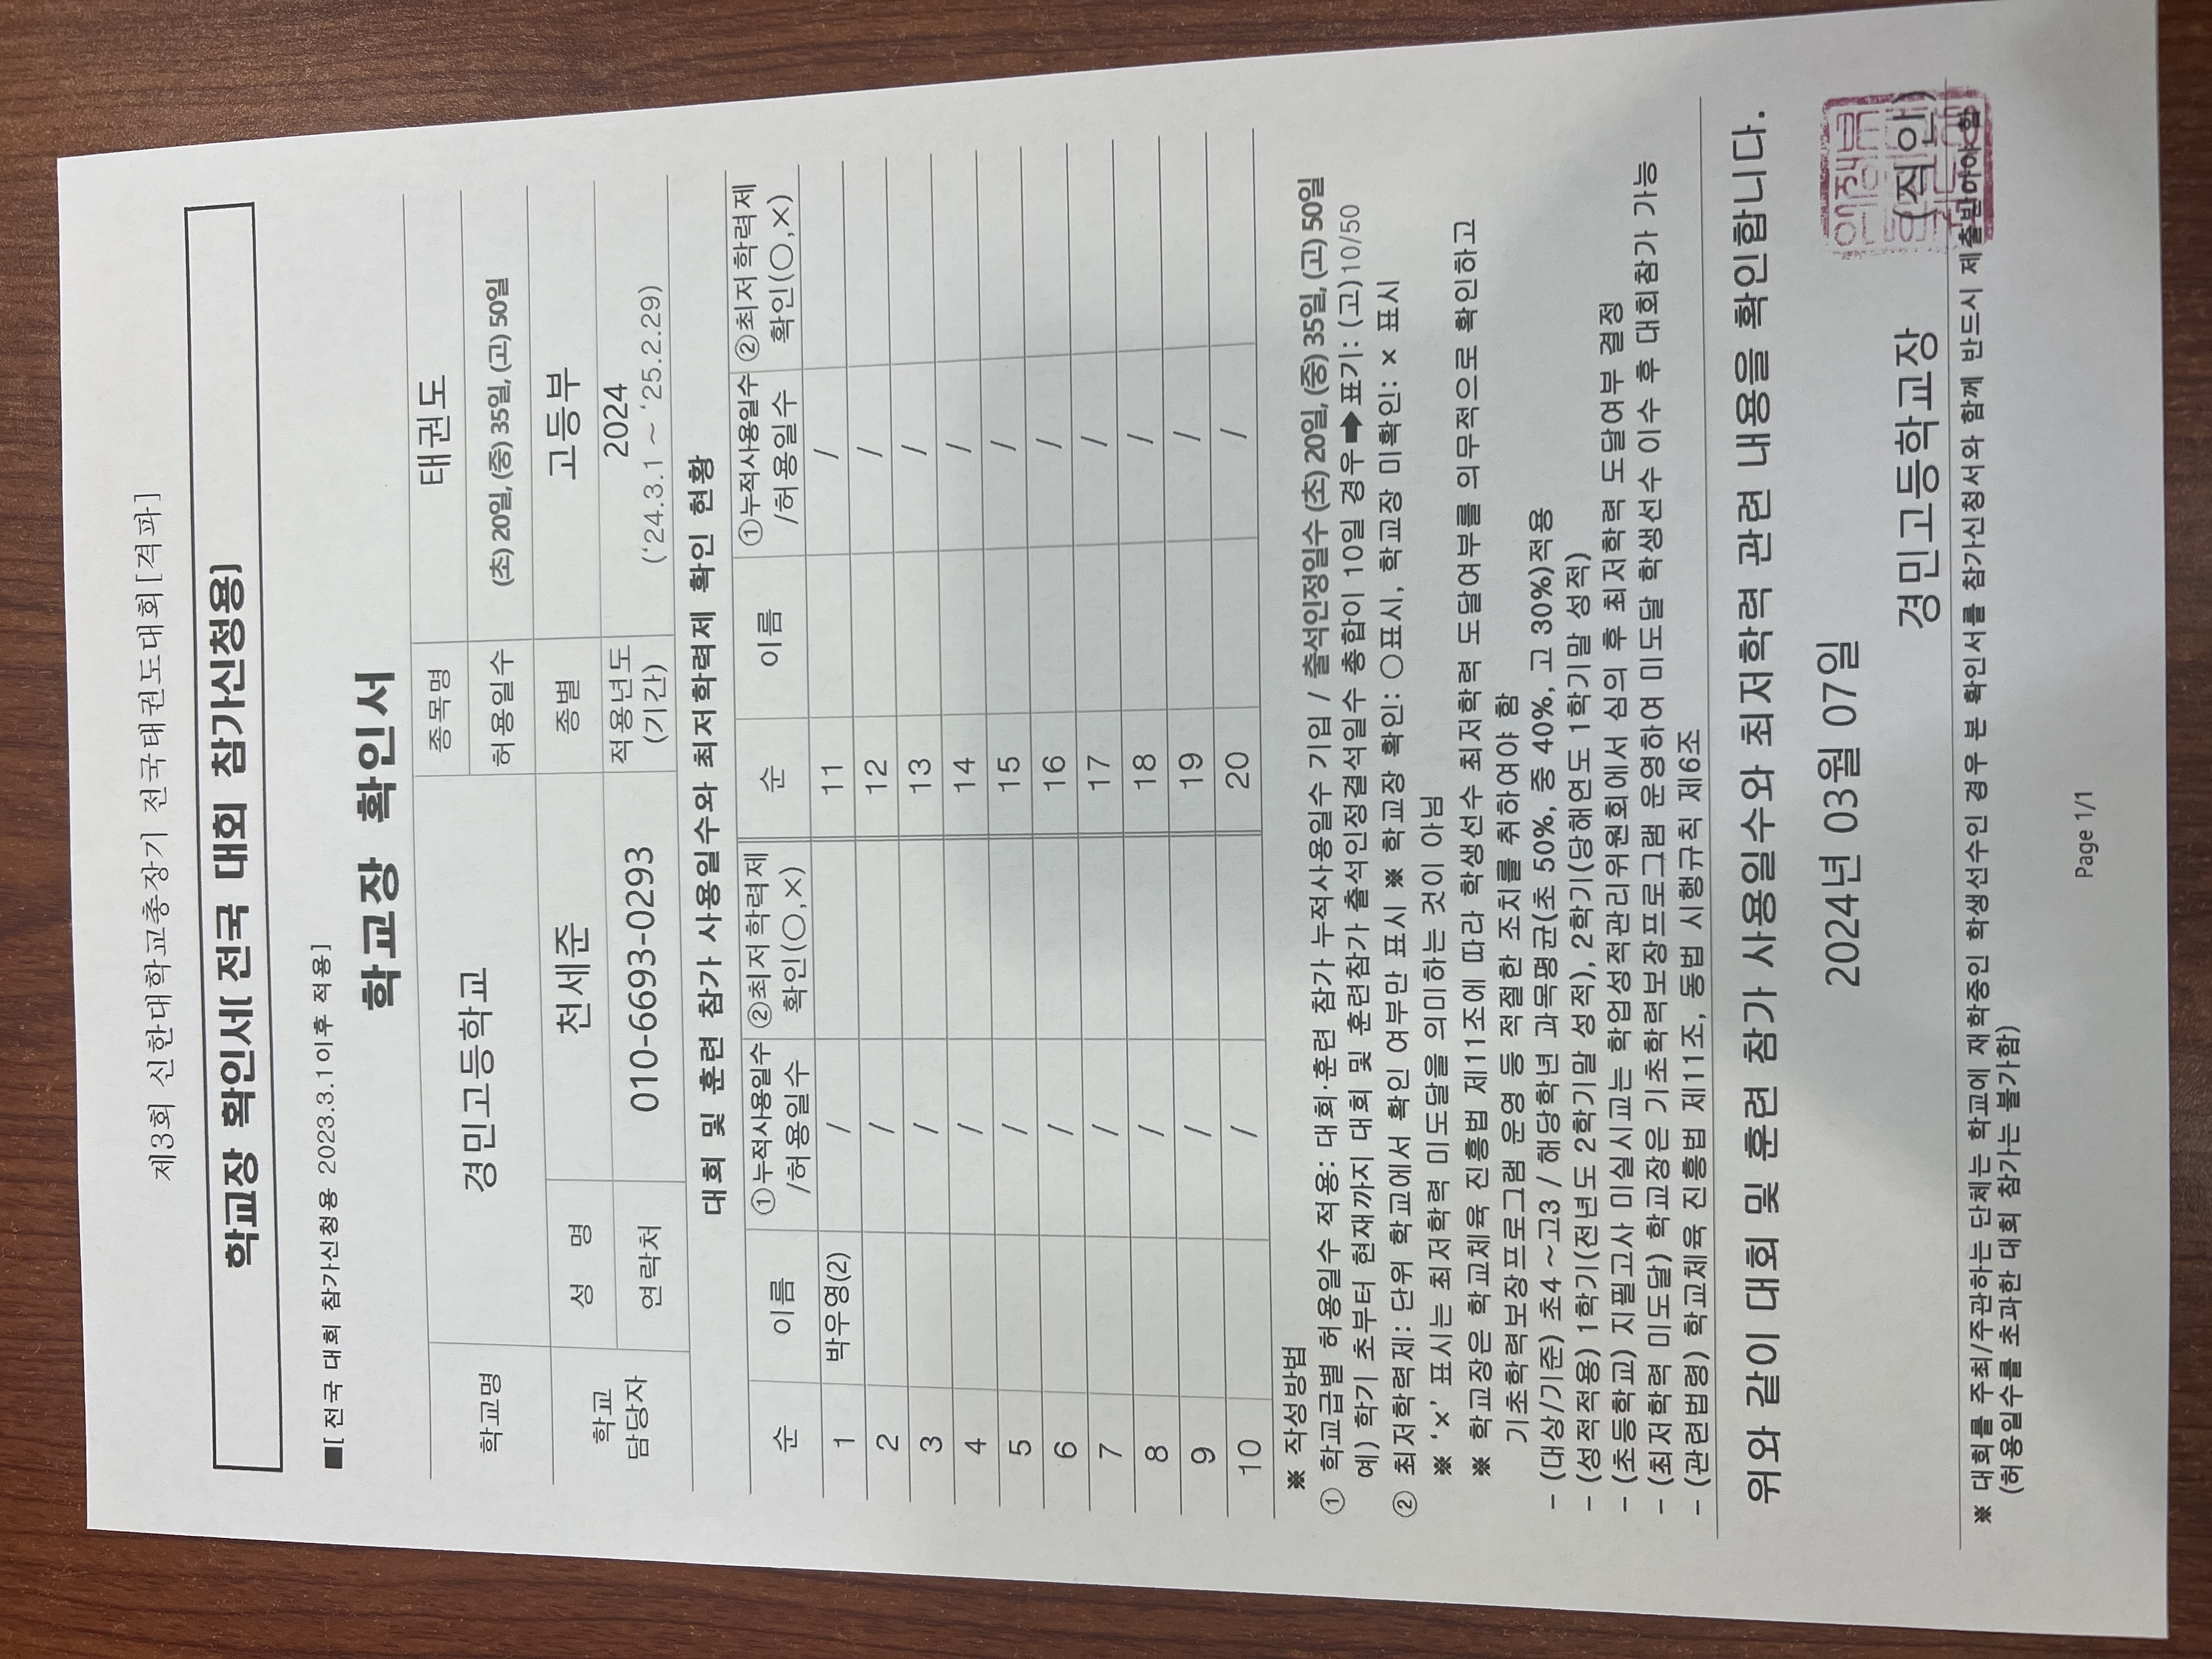 제3회 신한대학교총장기 전국태권도대회[격파]
학교장 확인서[ 전국 대회 참가신청용]
■[ 전국 대회 참가신청용 2023.3.1이후 적용]
학교장 확인서
학교명 경민고등학교 종목명 태권도
허용일수 (초) 20일, (중) 35일, (고) 50일
학교 담당자 성 명 천세준 종별 고등부
연락처 010-6693-0293 적용년도 (기간) 2024 (‘24.3.1 ~ ‘25.2.29)
대회 및 훈련 참가 사용일수와 최저학력제 확인 현황
순 이름 ①누적사용일수 /허용일수 ②최저학력제 확인(○,×) 순 이름 ①누적사용일수 /허용일수 ②최저학력제 확인(○,×)
1 박우영(2) / 11 /
2 / 12 /
3 / 13 /
4 / 14 /
5 / 15 /
6 / 16 /
7 / 17 /
8 / 18 /
9 / 19 /
10 / 20 /
※ 작성방법
① 학교급별 허용일수 적용: 대회·훈련 참가 누적사용일수 기입 / 출석인정일수 (초) 20일, (중) 35일, (고) 50일
예) 학기 초부터 현재까지 대회 및 훈련참가 출석인정결석일수 총합이 10일 경우 ➡ 표기: (고)10/50
② 최저학력제: 단위 학교에서 확인 여부만 표시 ※ 학교장 확인: ○표시, 학교장 미확인: × 표시
※ ‘×’ 표시는 최저학력 미도달을 의미하는 것이 아님
※ 학교장은 학교체육 진흥법 제11조에 따라 학생선수 최저학력 도달여부를 의무적으로 확인하고
기초학력보장프로그램 운영 등 적절한 조치를 취하여야 함
- (대상/기준) 초4 ~ 고3 / 해당학년 과목평균(초 50%, 중 40%, 고 30%)적용
- (성적적용) 1학기(전년도 2학기말 성적), 2학기(당해연도 1학기말 성적)
- (초등학교) 지필고사 미실시교는 학업성적관리위원회에서 심의 후 최저학력 도달여부 결정
- (최저학력 미도달) 학교장은 기초학력보장프로그램 운영하여 미도달 학생선수 이수 후 대회참가 가능
- (관련법령) 학교체육 진흥법 제11조, 동법 시행규칙 제6조
위와 같이 대회 및 훈련 참가 사용일수와 최저학력 관련 내용을 확인합니다.
2024년 03월 07일
경민고등학교장 (직인)
※ 대회를 주최/주관하는 단체는 학교에 재학중인 학생선수인 경우 본 확인서를 참가신청서와 함께 반드시 제출받아야 함
(허용일수를 초과한 대회 참가는 불가함)
Page 1/1